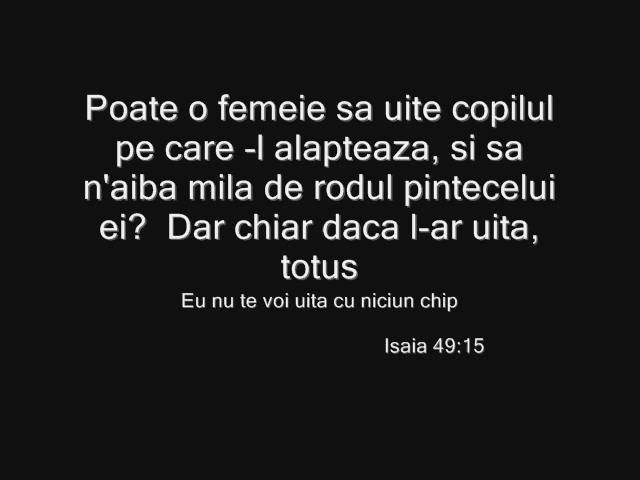 Poate o femeie sa uite copilul
pe care -l alapteaza, si sa
n'aiba mila de rodul pintecelui
ei?  Dar chiar daca l-ar uita,
totus
Eu nu te voi uita cu niciun chip
Isaia 49:15